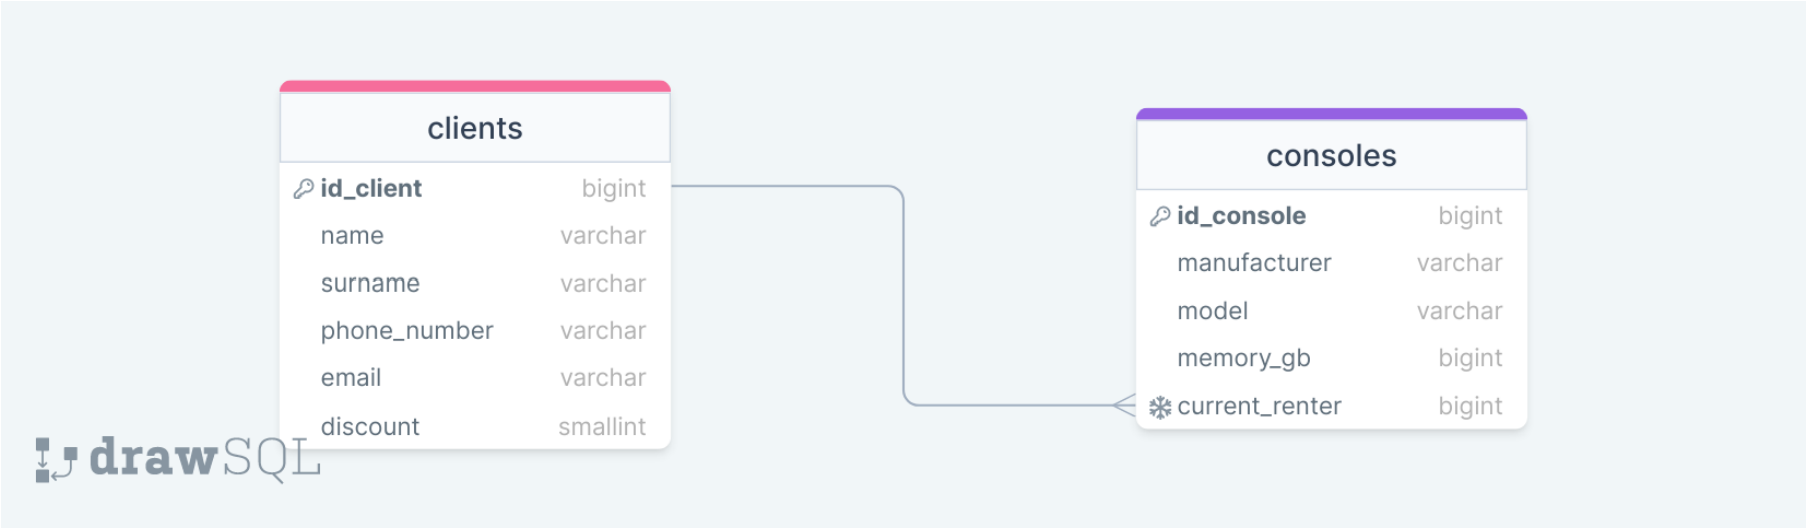 clients
id_client bigint
name varchar
surname varchar
phone_number varchar
email varchar
discount smallint
consoles
id_console bigint
manufacturer varchar
model varchar
memory_gb bigint
current_renter bigint
drawSQL